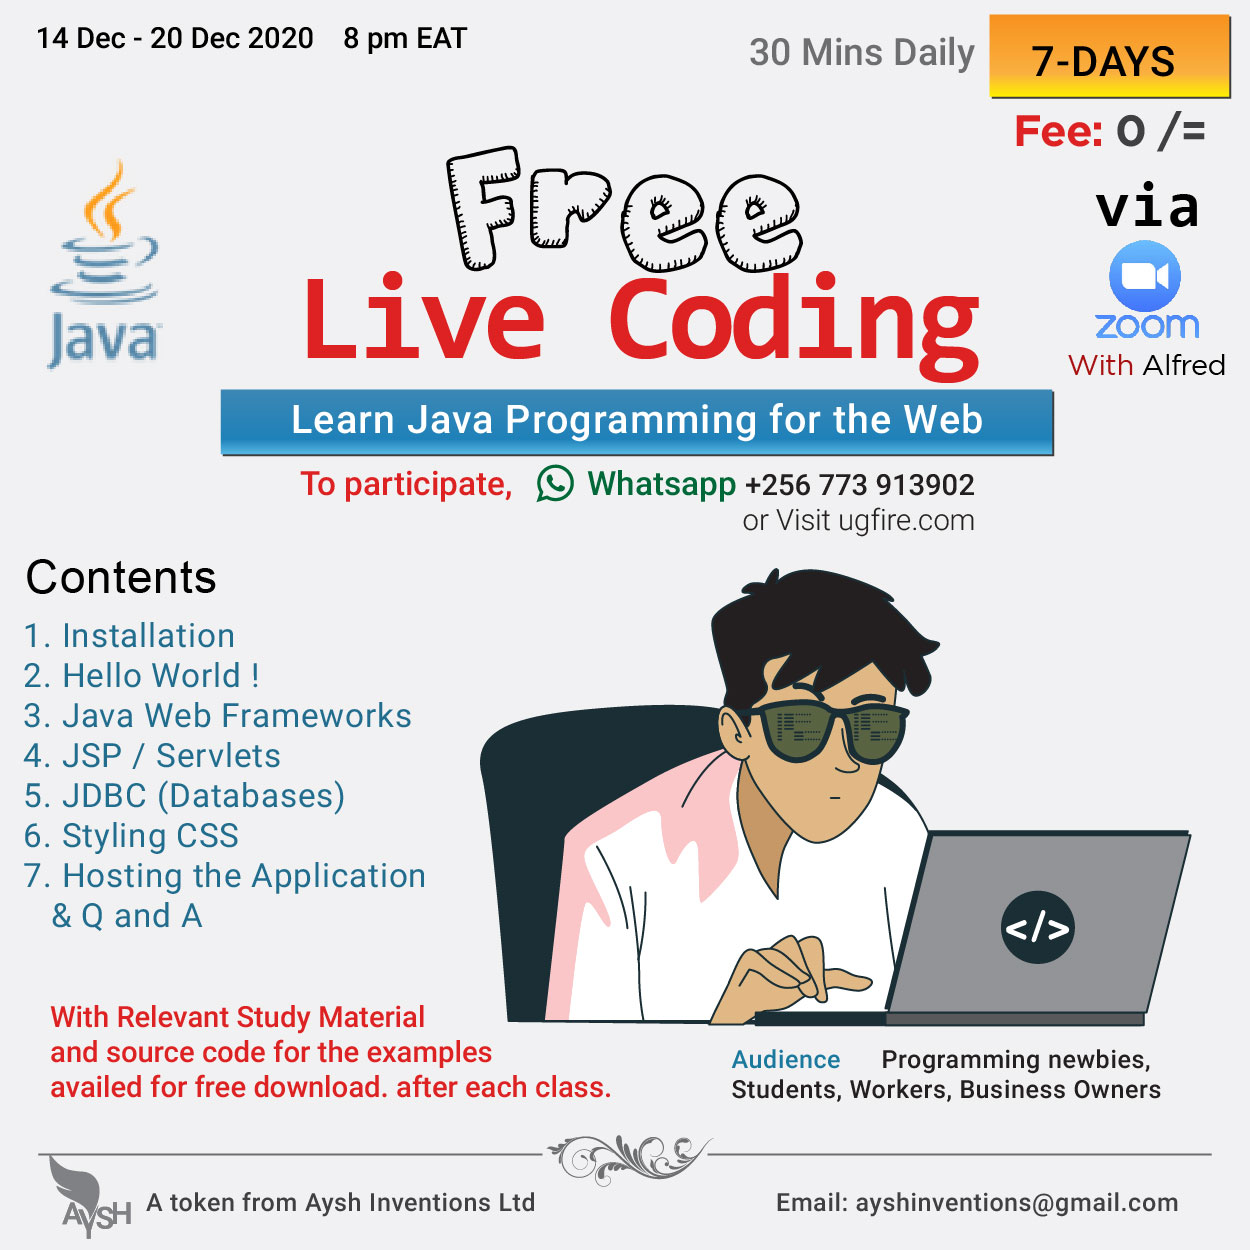 14 Dec - 20 Dec 2020 8 pm EAT
30 Mins Daily
7-DAYS
Fee: 0 /=
Java
Free
Live Coding
via
zoom
With Alfred
Learn Java Programming for the Web
To participate, Whatsapp +256 773 913902
or Visit ugfire.com
Contents
1. Installation
2. Hello World !
3. Java Web Frameworks
4. JSP / Servlets
5. JDBC (Databases)
6. Styling CSS
7. Hosting the Application
& Q and A
</>
With Relevant Study Material
and source code for the examples
availed for free download. after each class.
Audience Programming newbies,
Students, Workers, Business Owners
AYSH
A token from Aysh Inventions Ltd
Email: ayshinventions@gmail.com